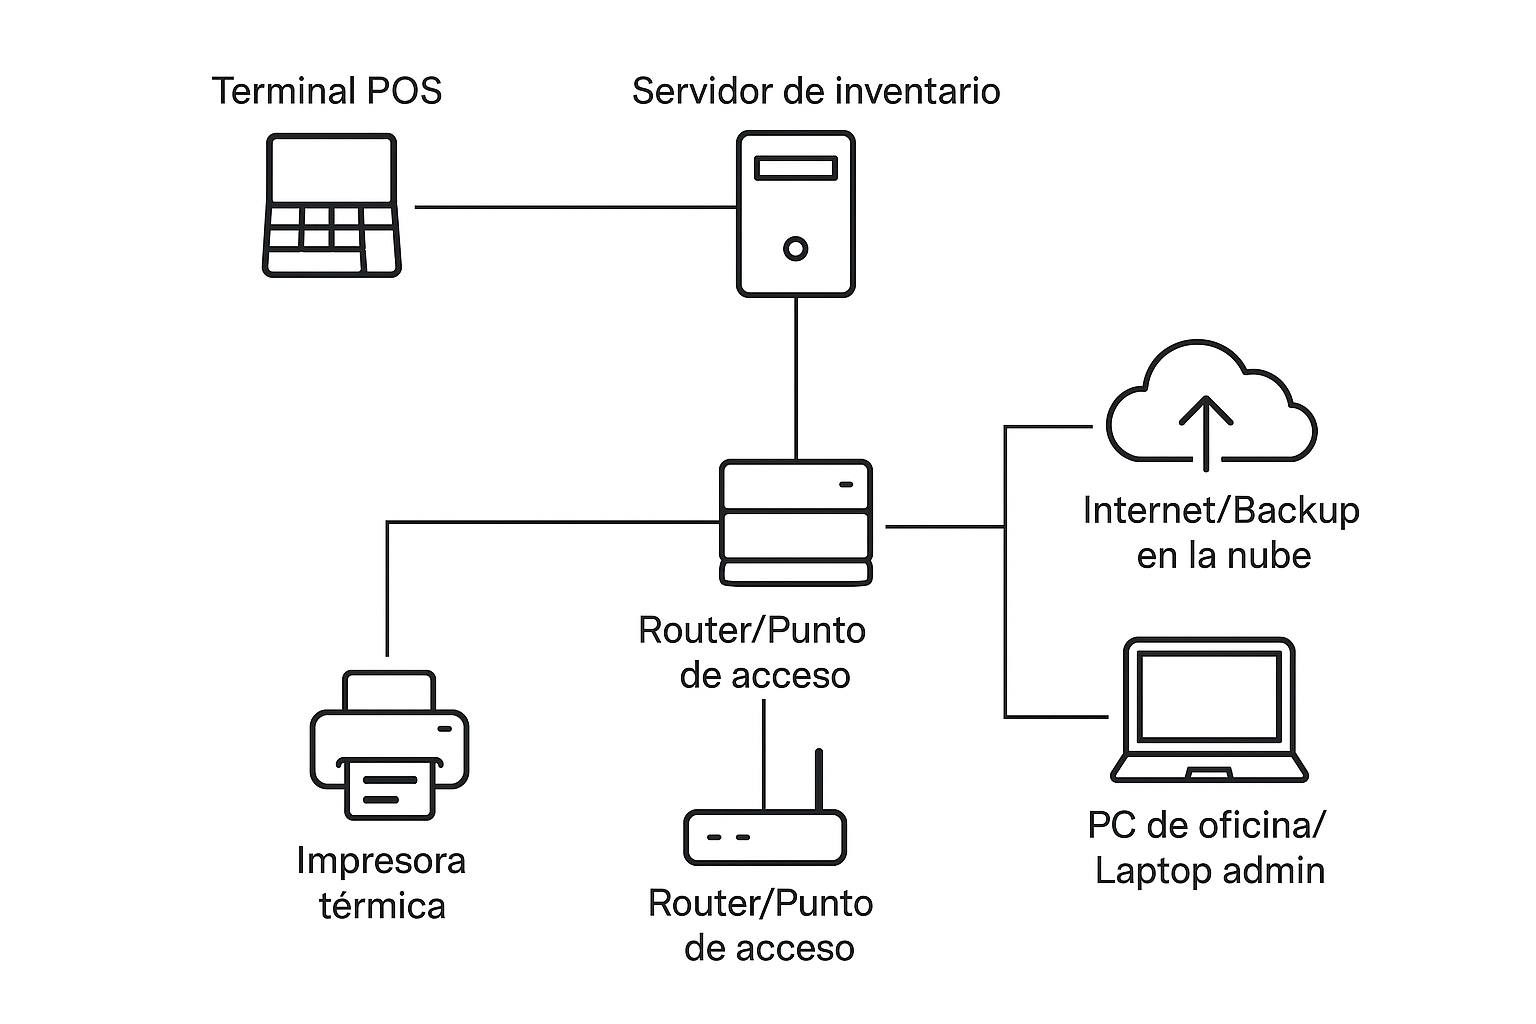 Terminal POS
Servidor de inventario
Internet/Backup
en la nube
Router/Punto
de acceso
PC de oficina/
Laptop admin
Impresora
térmica
Router/Punto
de acceso